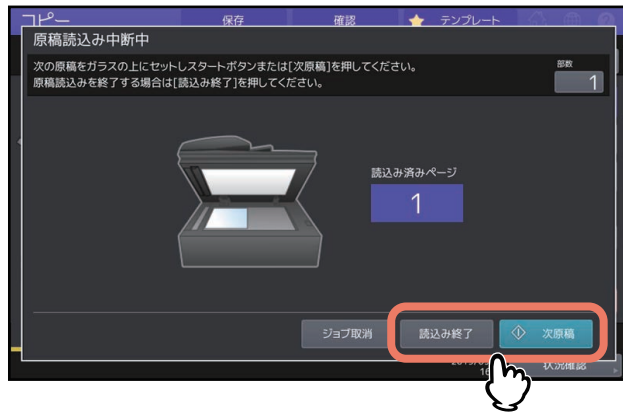 コピー 保存 確認 テンプレート
原稿読込み中断中
次の原稿をガラスの上にセットしスタートボタンまたは[次原稿]を押してください。
原稿読込みを終了する場合は[読込み終了]を押してください。
部数
1
読込み済みページ
1
ジョブ取消 読込み終了 次原稿
状況確認